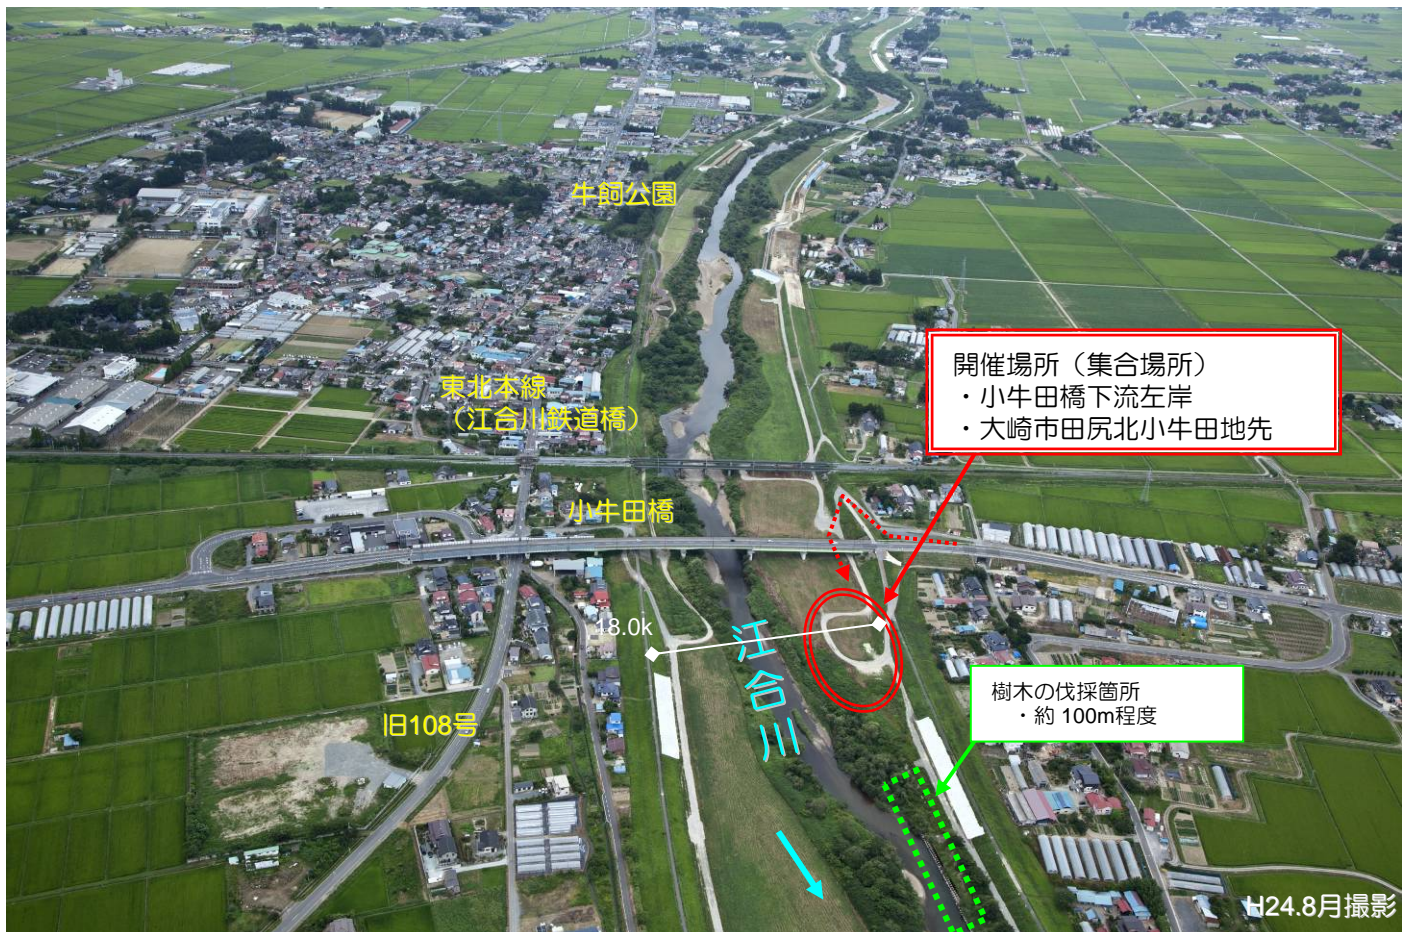 牛飼公園
開催場所（集合場所）
・小牛田橋下流左岸
・大崎市田尻北小牛田地先
東北本線
（江合川鉄道橋）
小牛田橋
18.0k
江合川
樹木の伐採箇所
・約 100m程度
旧108号
H24.8月撮影